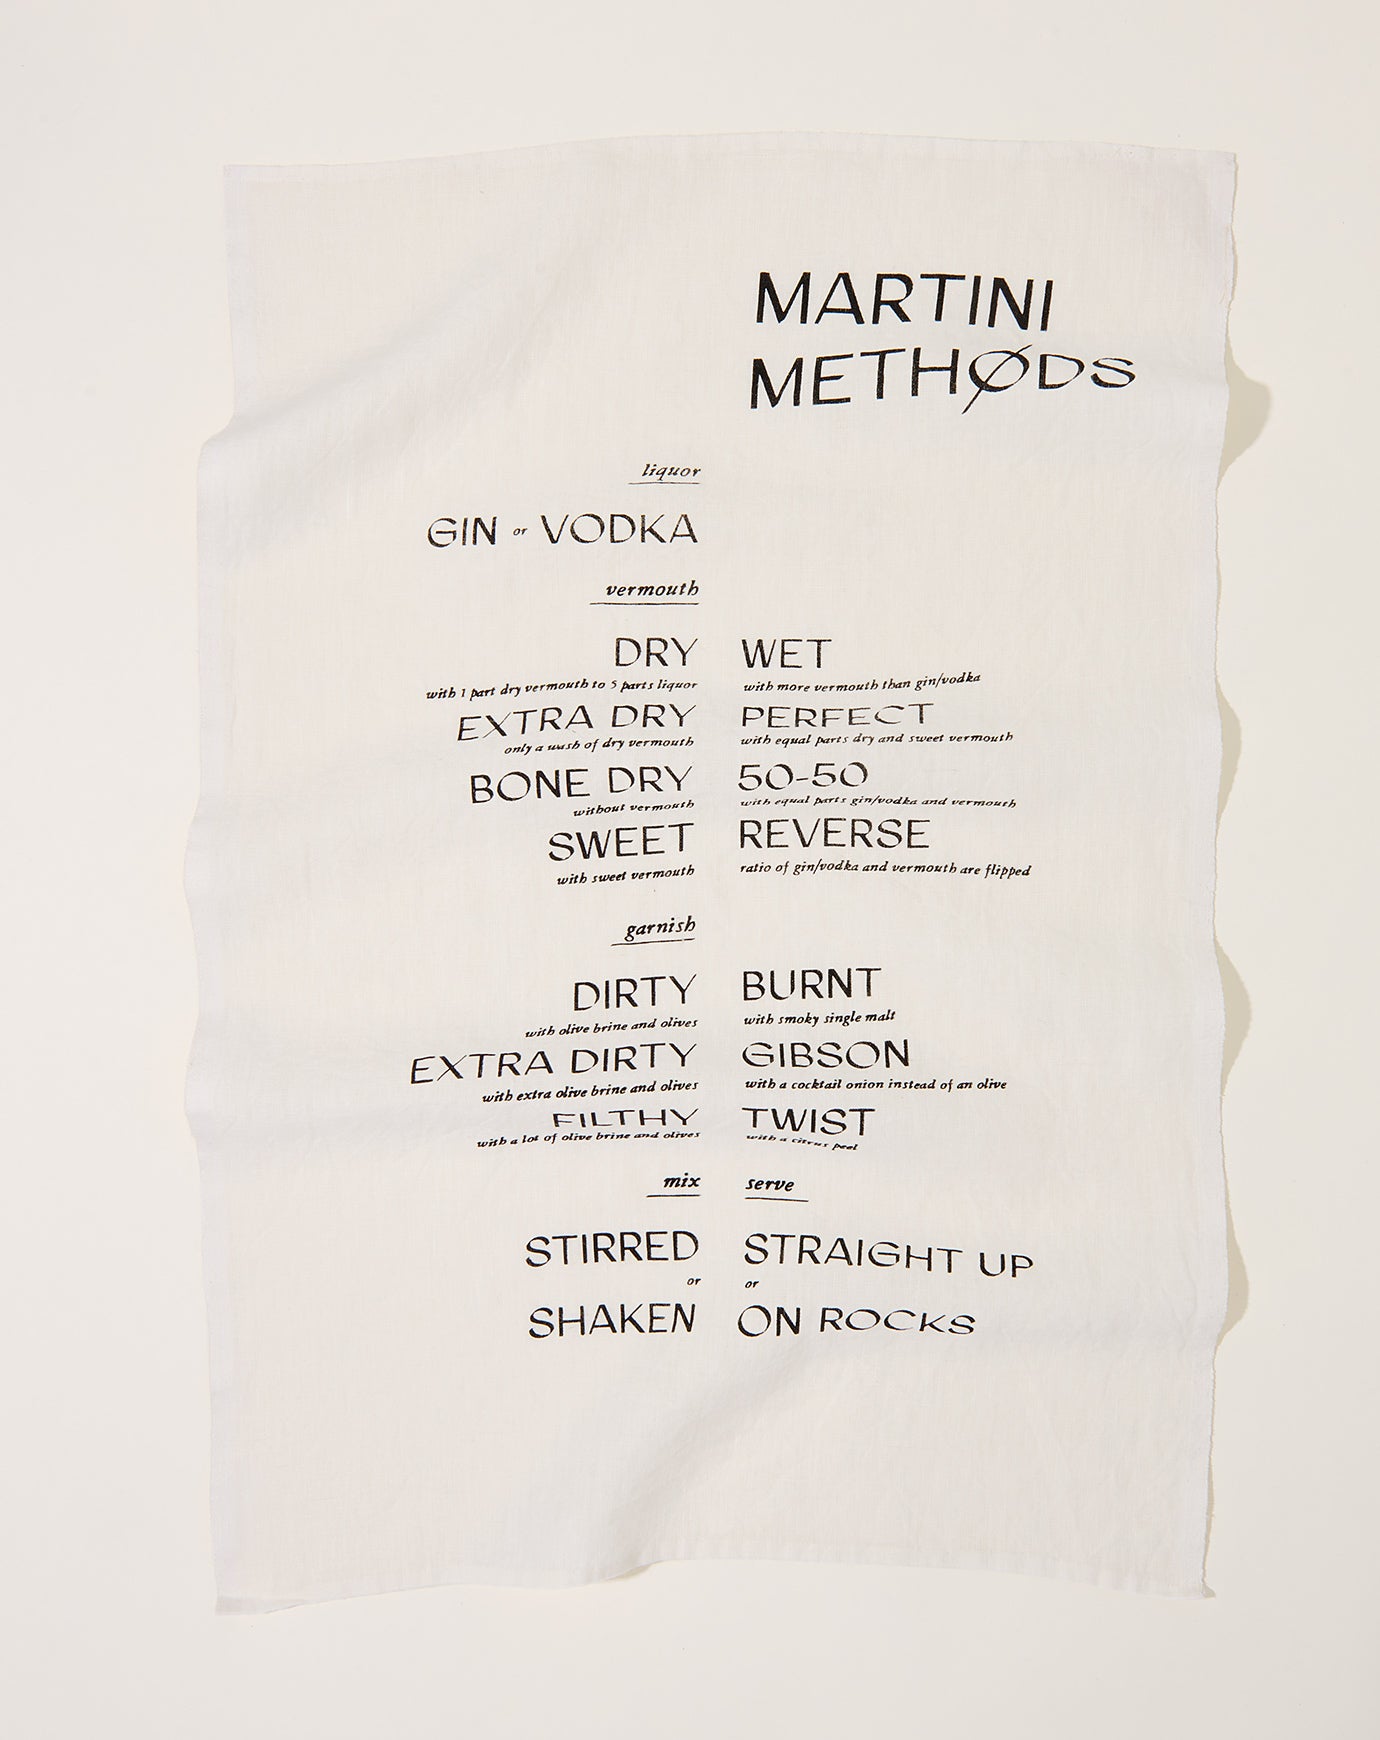 MARTINI
METHØDS
liquor
GIN or VODKA
vermouth
DRY
with 1 part dry vermouth to 5 parts liquor
EXTRA DRY
only a wash of dry vermouth
BONE DRY
without vermouth
SWEET
with sweet vermouth
WET
with more vermouth than gin/vodka
PERFECT
with equal parts dry and sweet vermouth
50-50
with equal parts gin/vodka and vermouth
REVERSE
ratio of gin/vodka and vermouth are flipped
garnish
DIRTY
with olive brine and olives
EXTRA DIRTY
with extra olive brine and olives
FILTHY
with a lot of olive brine and olives
BURNT
with smoky single malt
GIBSON
with a cocktail onion instead of an olive
TWIST
with a citrus peel
mix
STIRRED
or
SHAKEN
serve
STRAIGHT UP
or
ON ROCKS